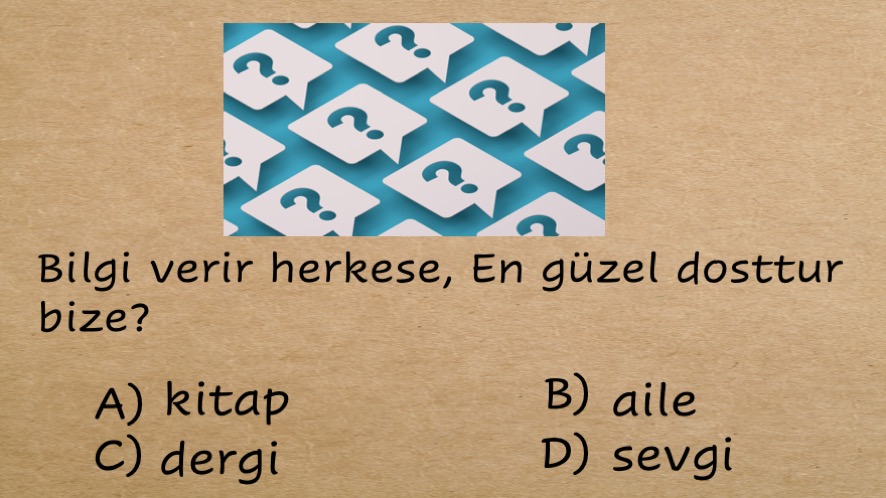 Bilgi verir herkese, En güzel dosttur
bize?
A) kitap
B) aile
C) dergi
D) sevgi